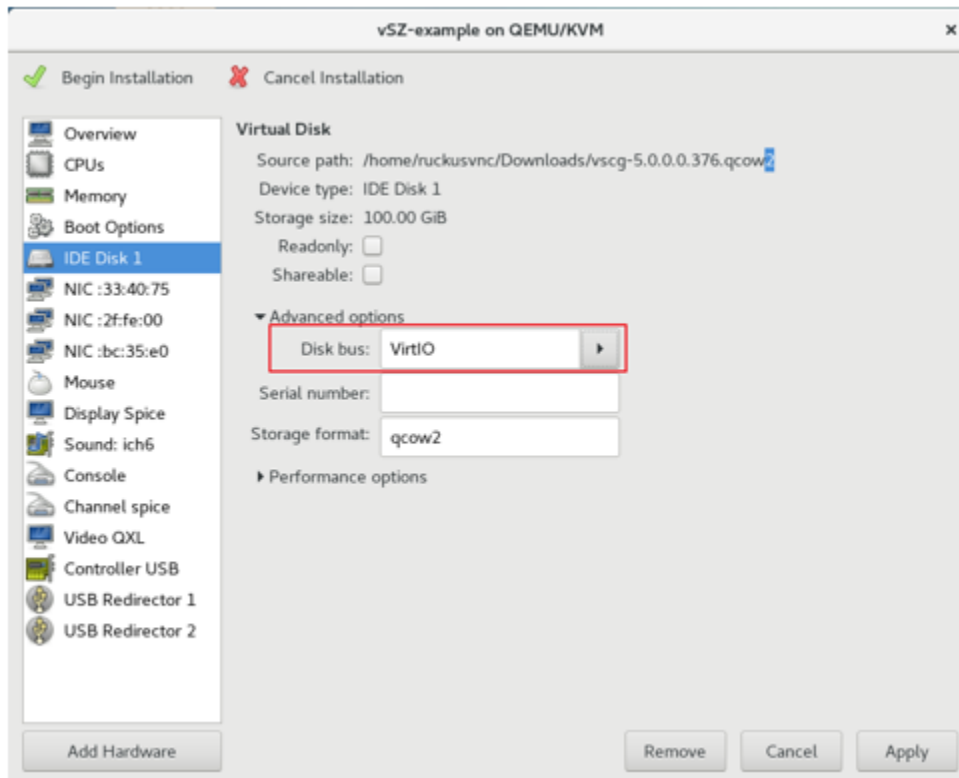 vSZ-example on QEMU/KVM
×
Begin Installation
Cancel Installation
Overview
CPUs
Memory
Boot Options
IDE Disk 1
NIC :33:40:75
NIC :2f:fe:00
NIC :bc:35:e0
Mouse
Display Spice
Sound: ich6
Console
Channel spice
Video QXL
Controller USB
USB Redirector 1
USB Redirector 2
Add Hardware
Virtual Disk
Source path: /home/ruckusvnc/Downloads/vscg-5.0.0.0.376.qcow2
Device type: IDE Disk 1
Storage size: 100.00 GiB
Readonly:
Shareable:
Advanced options
Disk bus: VirtIO
Serial number:
Storage format: qcow2
Performance options
Remove Cancel Apply